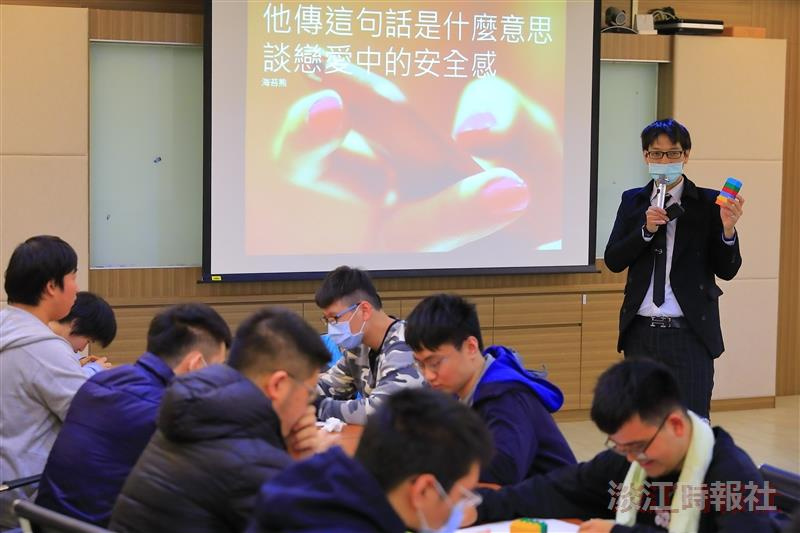 他傳這句話是什麼意思
談戀愛中的安全感
海苔熊
淡江時報社